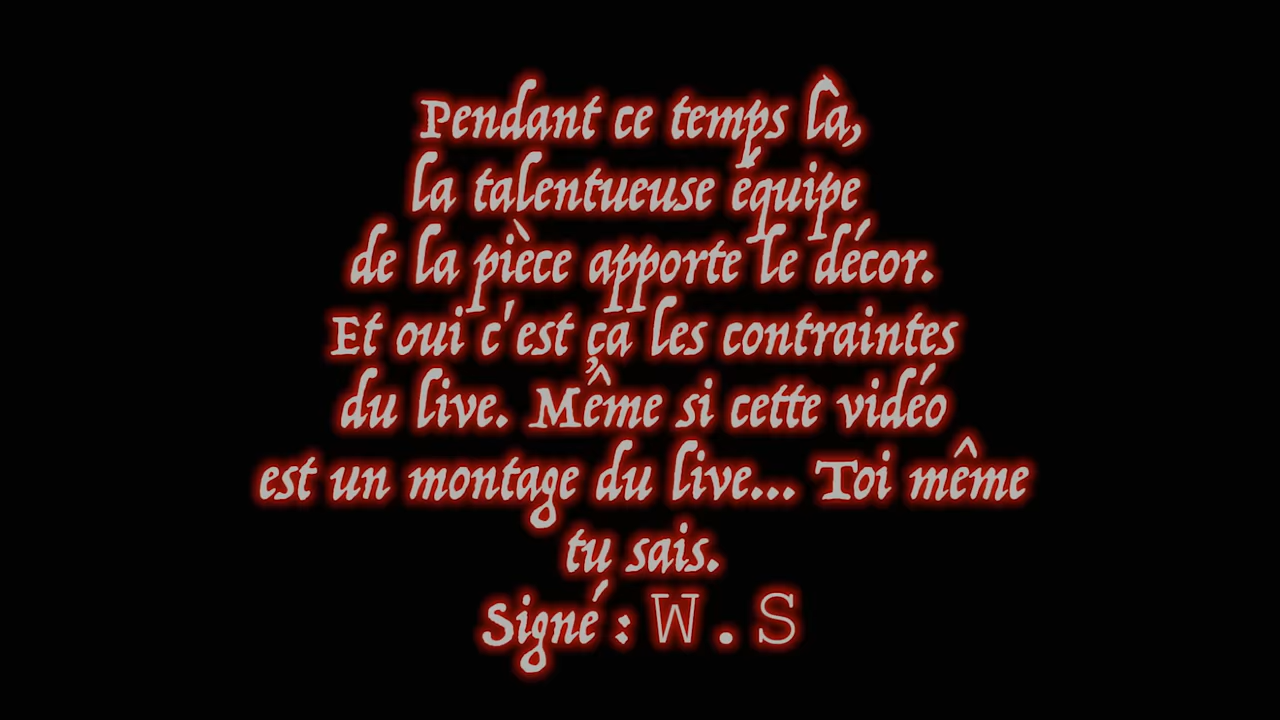 Pendant ce temps là,
la talentueuse équipe
de la pièce apporte le décor.
Et oui c'est ça les contraintes
du live. Même si cette vidéo
est un montage du live... Toi même
tu sais.
Signé : W.S